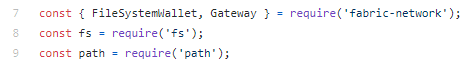 7 const { FileSystemWallet, Gateway } = require('fabric-network');
8 const fs = require('fs');
9 const path = require('path');